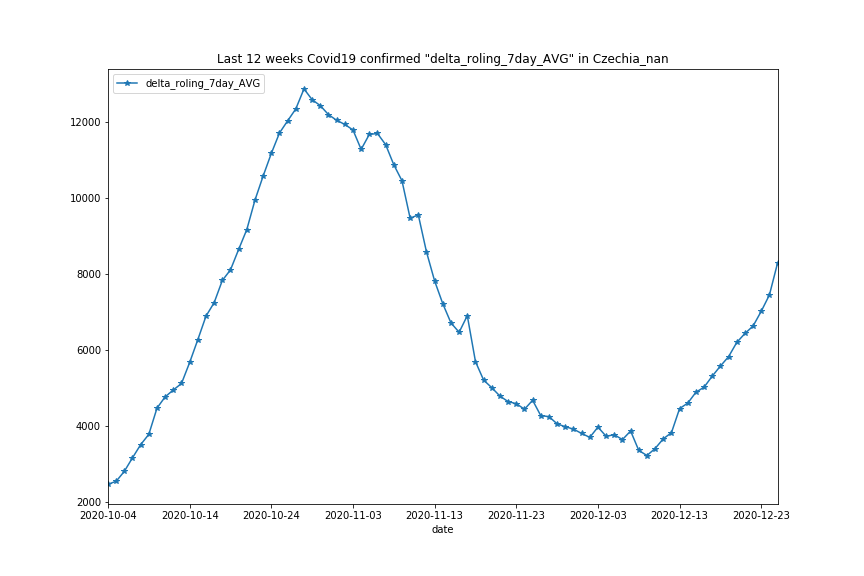 Last 12 weeks Covid19 confirmed "delta_roling_7day_AVG" in Czechia_nan
delta_roling_7day_AVG
12000
10000
8000
6000
4000
2000
2020-10-04 2020-10-14 2020-10-24 2020-11-03 2020-11-13 2020-11-23 2020-12-03 2020-12-13 2020-12-23
date